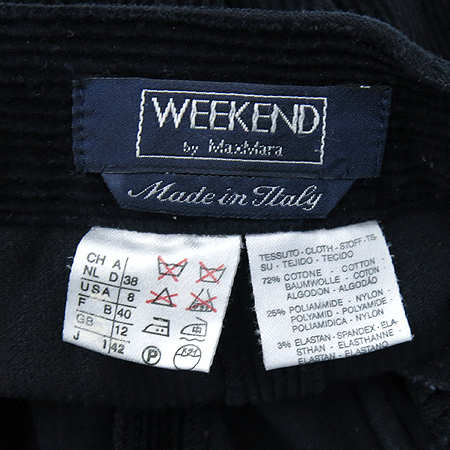 WEEKEND
by MaxMara
Made in Italy
CH A
NL D 38
USA 8
F B 40
GB 12
J I 42
P
TESSUTO - CLOTH - STOFF - TIS-
SU - TEJIDO - TECIDO
72% COTONE - COTTON -
BAUMWOLLE - COTON
ALGODON - ALGODÃO
25% POLIAMIDE - NYLON -
POLYAMID - POLYAMIDE -
POLIAMIDICA - NYLON
3% ELASTAN - SPANDEX - ELA-
STHAN - ELASTHANNE -